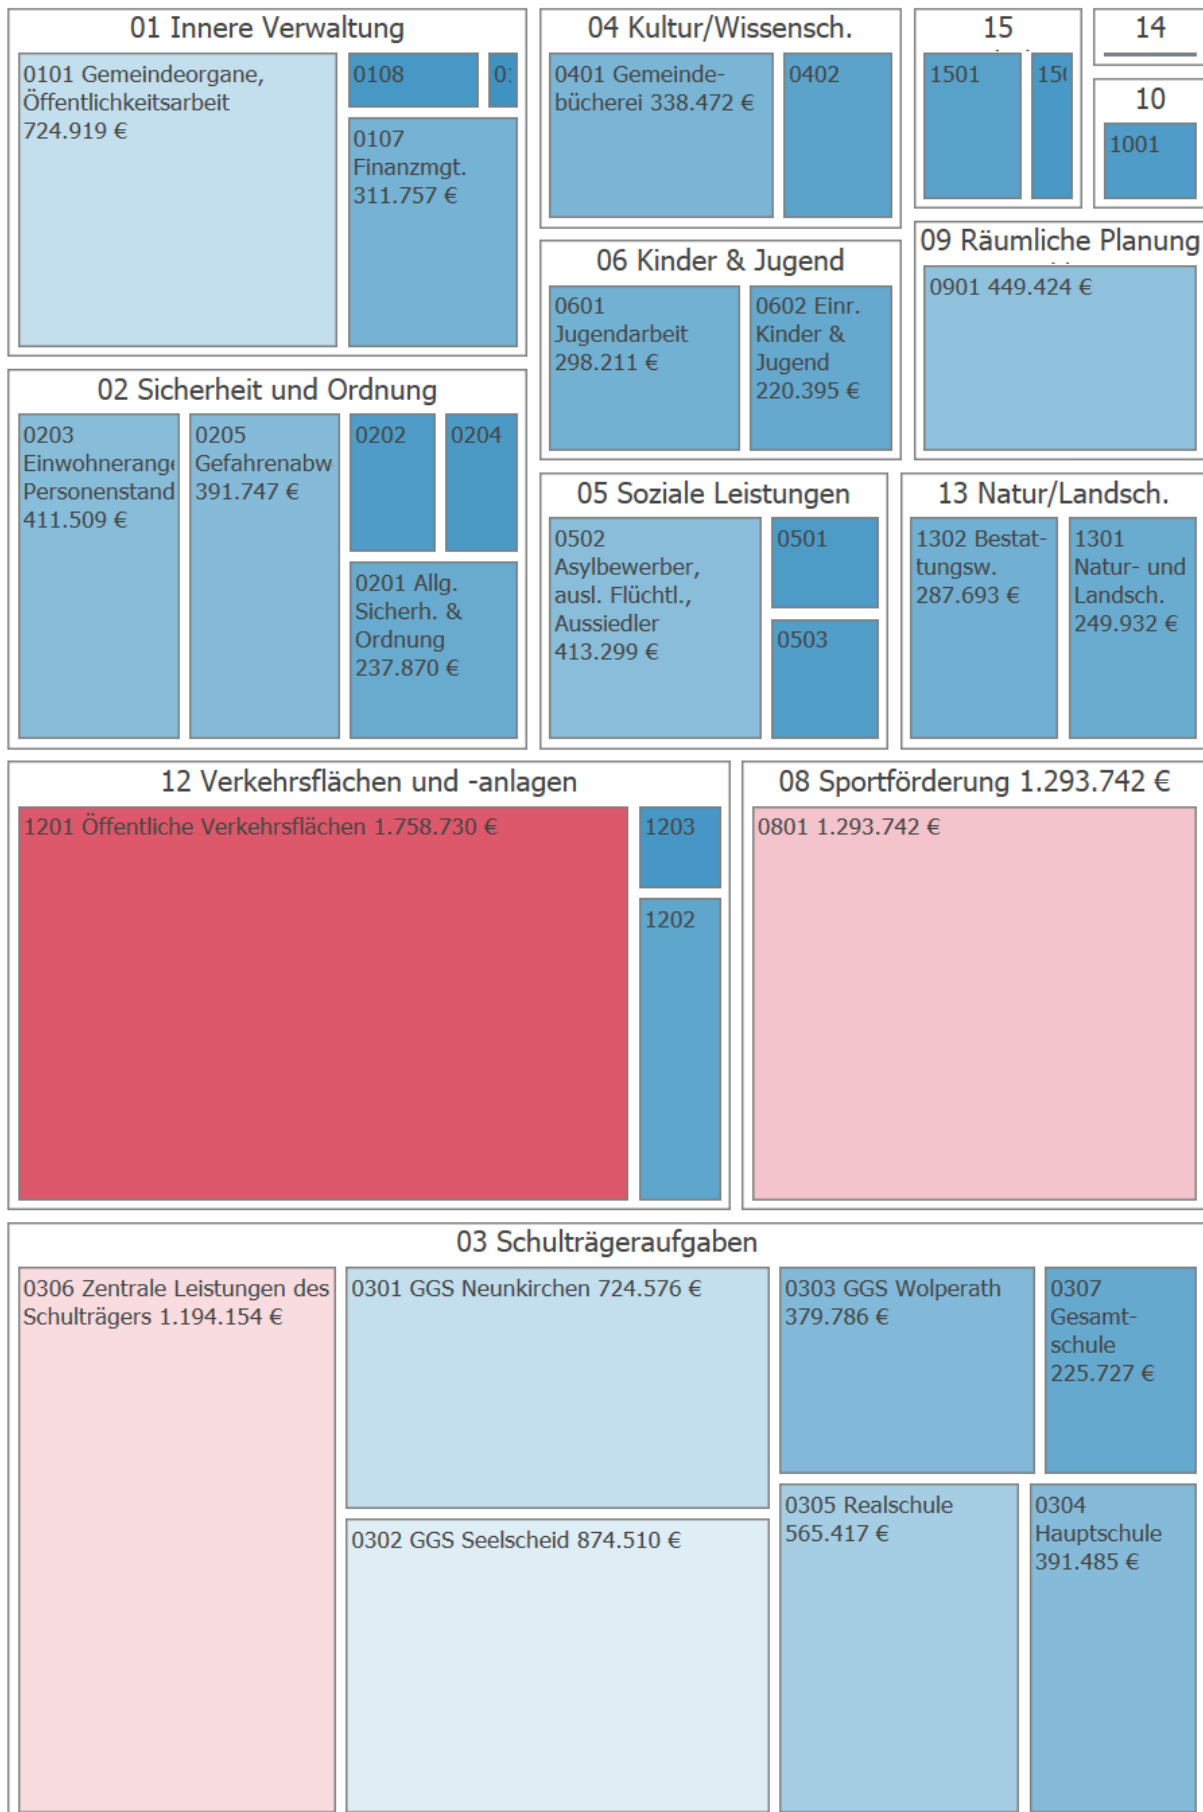 01 Innere Verwaltung
0101 Gemeindeorgane,
Öffentlichkeitsarbeit
724.919 €
0108
0107
Finanzmgt.
311.757 €
04 Kultur/Wissensch.
0401 Gemeinde-
bücherei 338.472 €
0402
15
1501
14
10
1001
06 Kinder & Jugend
0601
Jugendarbeit
298.211 €
0602 Einr.
Kinder &
Jugend
220.395 €
09 Räumliche Planung
0901 449.424 €
02 Sicherheit und Ordnung
0203
Einwohnerange
Personenstand
411.509 €
0205
Gefahrenabw
391.747 €
0202
0204
0201 Allg.
Sicherh. &
Ordnung
237.870 €
05 Soziale Leistungen
0502
Asylbewerber,
ausl. Flüchtl.,
Aussiedler
413.299 €
0501
0503
13 Natur/Landsch.
1302 Bestat-
tungsw.
287.693 €
1301
Natur- und
Landsch.
249.932 €
12 Verkehrsflächen und -anlagen
1201 Öffentliche Verkehrsflächen 1.758.730 €
1203
1202
08 Sportförderung 1.293.742 €
0801 1.293.742 €
03 Schulträgeraufgaben
0306 Zentrale Leistungen des
Schulträgers 1.194.154 €
0301 GGS Neunkirchen 724.576 €
0302 GGS Seelscheid 874.510 €
0303 GGS Wolperath
379.786 €
0307
Gesamt-
schule
225.727 €
0305 Realschule
565.417 €
0304
Hauptschule
391.485 €